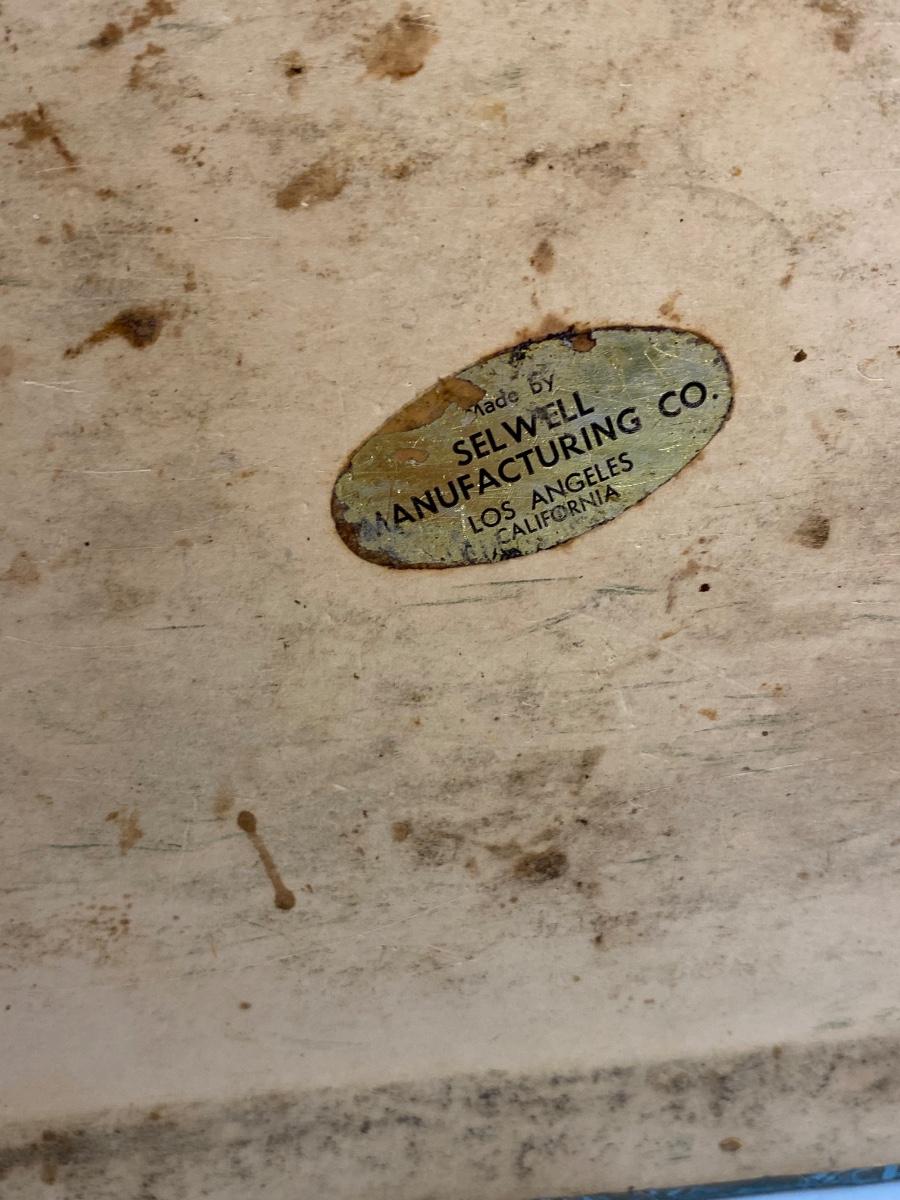 Made by
SELWELL
MANUFACTURING CO.
LOS ANGELES
CALIFORNIA